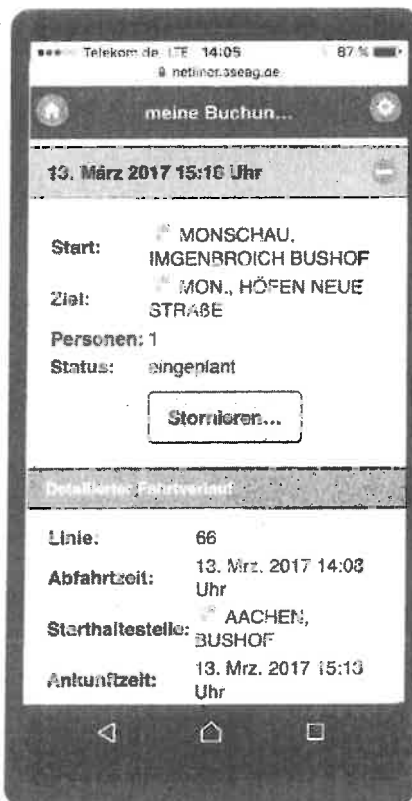 Telekom.de LTE 14:05 87 %
netliner.aseag.de
meine Buchun...
13. März 2017 15:18 Uhr
Start: MONSCHAU,
IMGENBROICH BUSHOF
Ziel: MON., HÖFEN NEUE
STRAßE
Personen: 1
Status: eingeplant
Stornieren...
Detaillierter Fahrtverlauf
Linie: 66
Abfahrtzeit: 13. Mrz. 2017 14:08
Uhr
Starthaltestelle: AACHEN,
BUSHOF
Ankunftzeit: 13. Mrz. 2017 15:13
Uhr